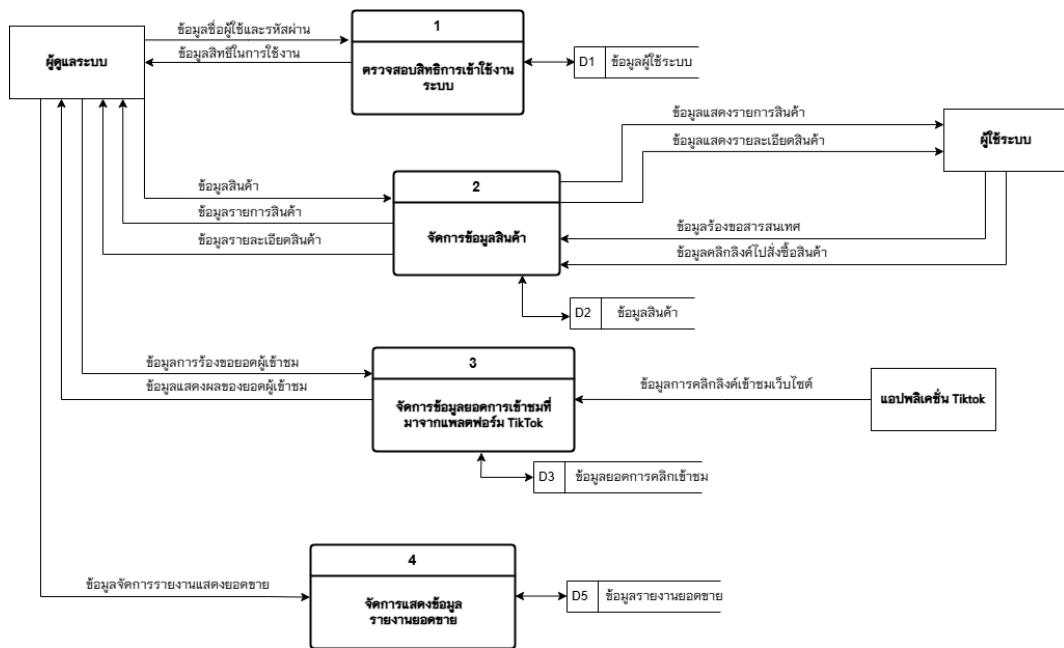 ข้อมูลชื่อผู้ใช้และรหัสผ่าน
1
ผู้ดูแลระบบ
ข้อมูลสิทธิ์ในการใช้งาน
ตรวจสอบสิทธิการเข้าใช้งาน
ระบบ
D1 ข้อมูลผู้ใช้ระบบ
ข้อมูลแสดงรายการสินค้า
ข้อมูลแสดงรายละเอียดสินค้า
ผู้ใช้ระบบ
ข้อมูลสินค้า
2
ข้อมูลรายการสินค้า
ข้อมูลรายละเอียดสินค้า
จัดการข้อมูลสินค้า
ข้อมูลร้องขอสารสนเทศ
ข้อมูลคลิกลิงค์ไปสั่งซื้อสินค้า
D2 ข้อมูลสินค้า
ข้อมูลการร้องขอยอดผู้เข้าชม
3
ข้อมูลแสดงผลของยอดผู้เข้าชม
จัดการข้อมูลยอดการเข้าชมที่
มาจากแพลตฟอร์ม TikTok
ข้อมูลการคลิกลิงค์เข้าชมเว็บไซต์
แอปพลิเคชั่น Tiktok
D3 ข้อมูลยอดการคลิกเข้าชม
4
ข้อมูลจัดการรายงานแสดงยอดขาย
จัดการแสดงข้อมูล
รายงานยอดขาย
D5 ข้อมูลรายงานยอดขาย